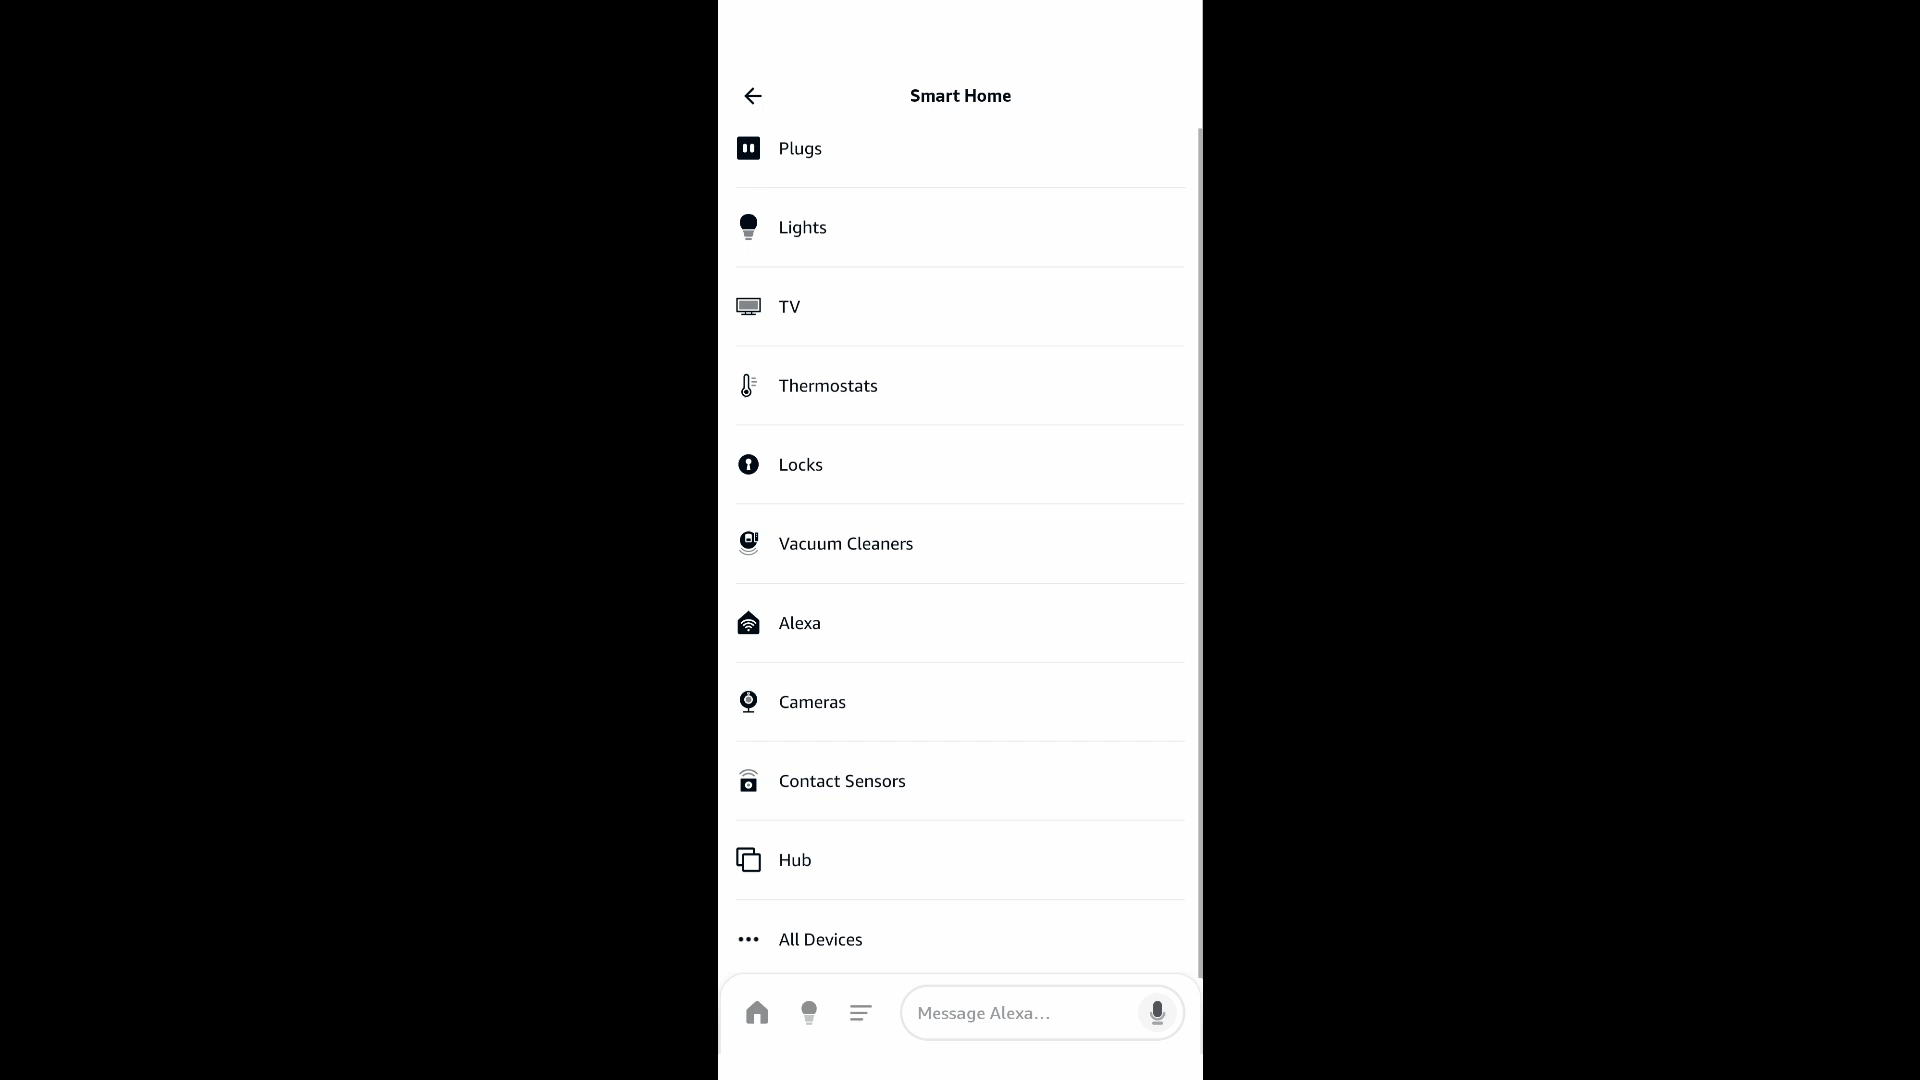 Smart Home
Plugs
Lights
TV
Thermostats
Locks
Vacuum Cleaners
Alexa
Cameras
Contact Sensors
Hub
All Devices
Message Alexa...